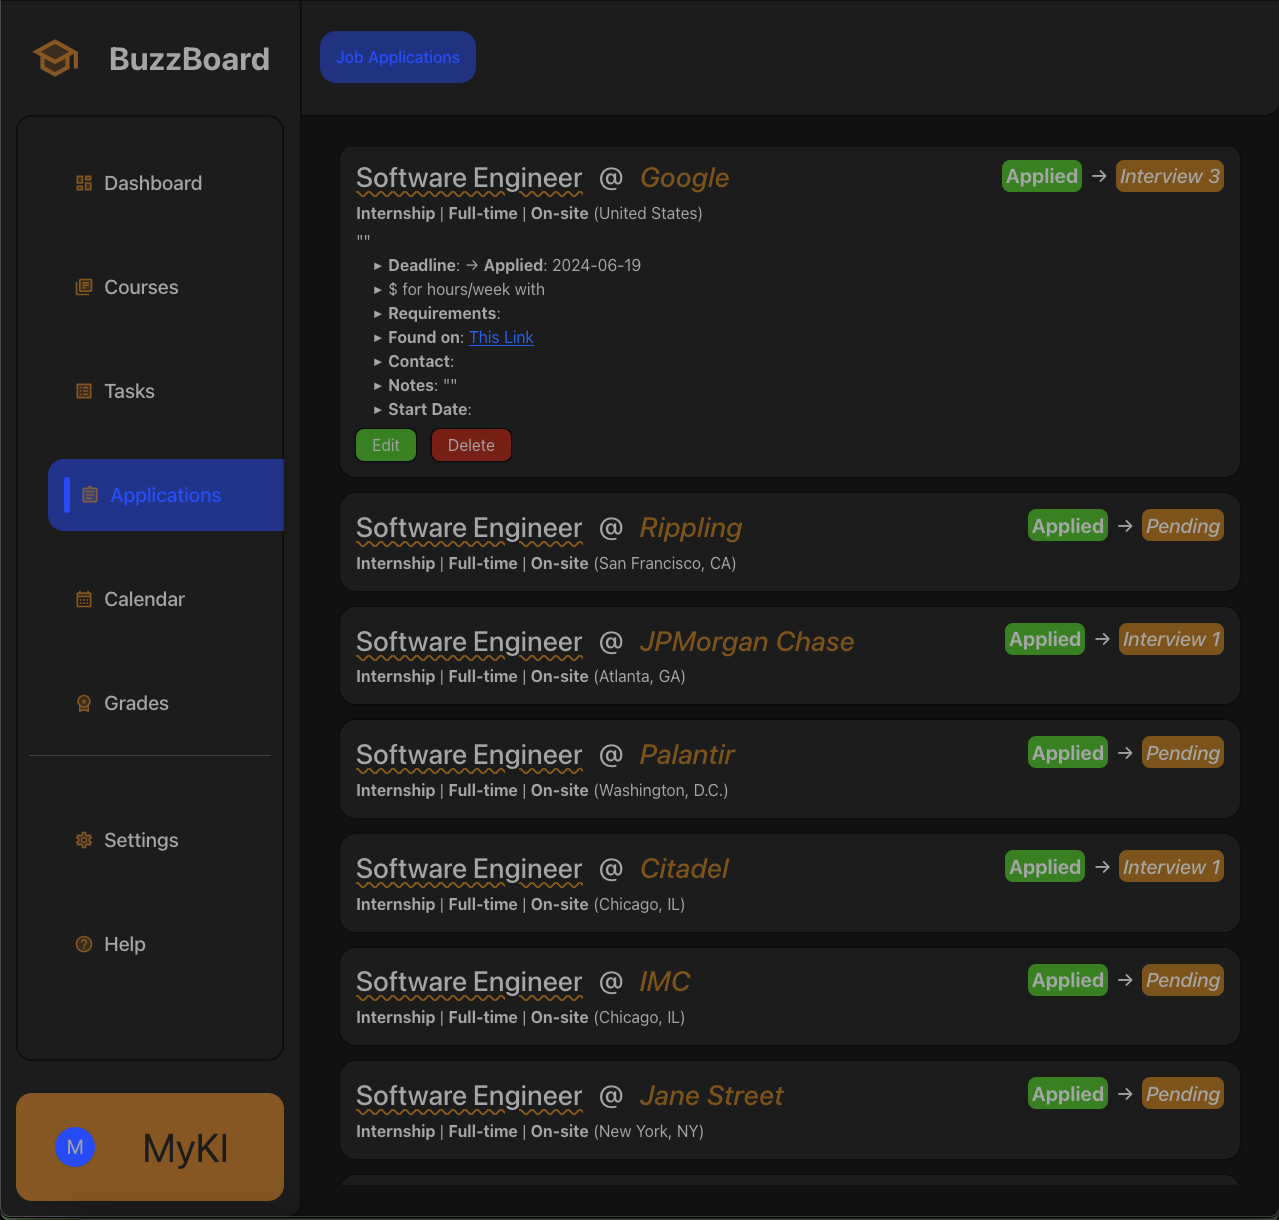 BuzzBoard
Dashboard
Courses
Tasks
Applications
Calendar
Grades
Settings
Help
M MyKl
Job Applications
Software Engineer @ Google Applied → Interview 3
Internship | Full-time | On-site (United States)
""
▸ Deadline: → Applied: 2024-06-19
▸ $ for hours/week with
▸ Requirements:
▸ Found on: This Link
▸ Contact:
▸ Notes: ""
▸ Start Date:
Edit Delete
Software Engineer @ Rippling Applied → Pending
Internship | Full-time | On-site (San Francisco, CA)
Software Engineer @ JPMorgan Chase Applied → Interview 1
Internship | Full-time | On-site (Atlanta, GA)
Software Engineer @ Palantir Applied → Pending
Internship | Full-time | On-site (Washington, D.C.)
Software Engineer @ Citadel Applied → Interview 1
Internship | Full-time | On-site (Chicago, IL)
Software Engineer @ IMC Applied → Pending
Internship | Full-time | On-site (Chicago, IL)
Software Engineer @ Jane Street Applied → Pending
Internship | Full-time | On-site (New York, NY)